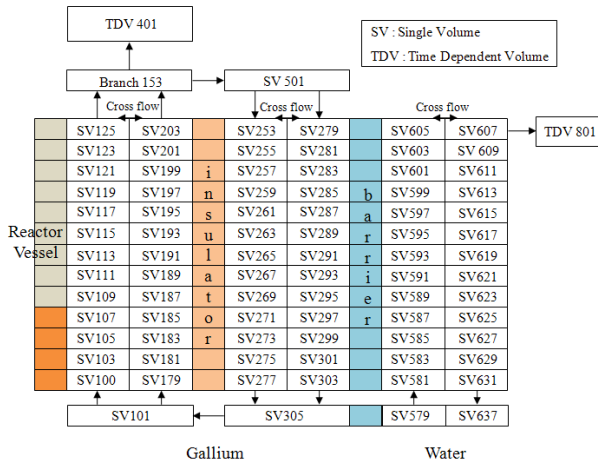 TDV 401
SV : Single Volume
TDV : Time Dependent Volume
Branch 153
SV 501
Cross flow
Cross flow
Cross flow
SV125 SV203 SV253 SV279 SV605 SV607
TDV 801
SV123 SV201 SV255 SV281 SV603 SV 609
SV121 SV199 i SV257 SV283 SV601 SV611
SV119 SV197 n SV259 SV285 b SV599 SV613
SV117 SV195 s SV261 SV287 a SV597 SV615
Reactor
Vessel
SV115 SV193 u SV263 SV289 r SV595 SV617
SV113 SV191 l SV265 SV291 r SV593 SV619
SV111 SV189 a SV267 SV293 i SV591 SV621
SV109 SV187 t SV269 SV295 e SV589 SV623
SV107 SV185 o SV271 SV297 r SV587 SV625
SV105 SV183 r SV273 SV299 SV585 SV627
SV103 SV181 SV275 SV301 SV583 SV629
SV100 SV179 SV277 SV303 SV581 SV631
SV101 SV305 SV579 SV637
Gallium Water